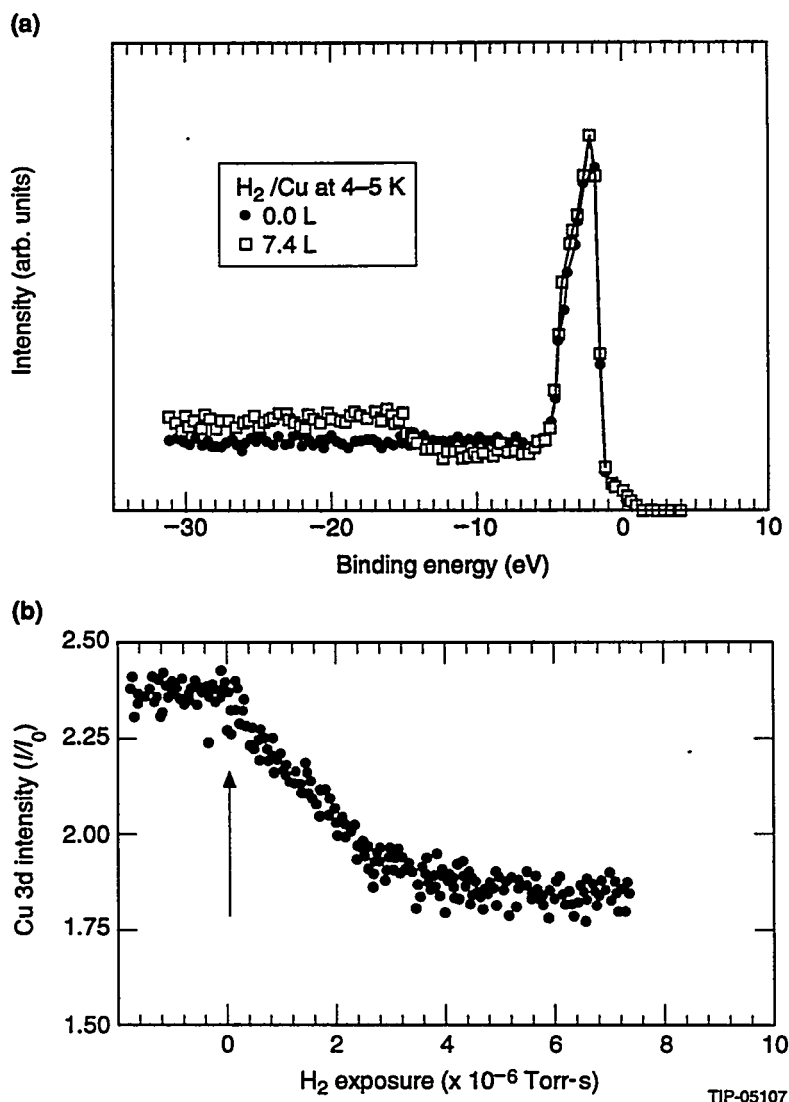 (a)
Intensity (arb. units)
H₂ /Cu at 4–5 K
● 0.0 L
□ 7.4 L
−30 −20 −10 0 10
Binding energy (eV)
(b)
Cu 3d intensity (I/I₀)
2.50
2.25
2.00
1.75
1.50
0 2 4 6 8 10
H₂ exposure (x 10⁻⁶ Torr-s)
TIP-05107